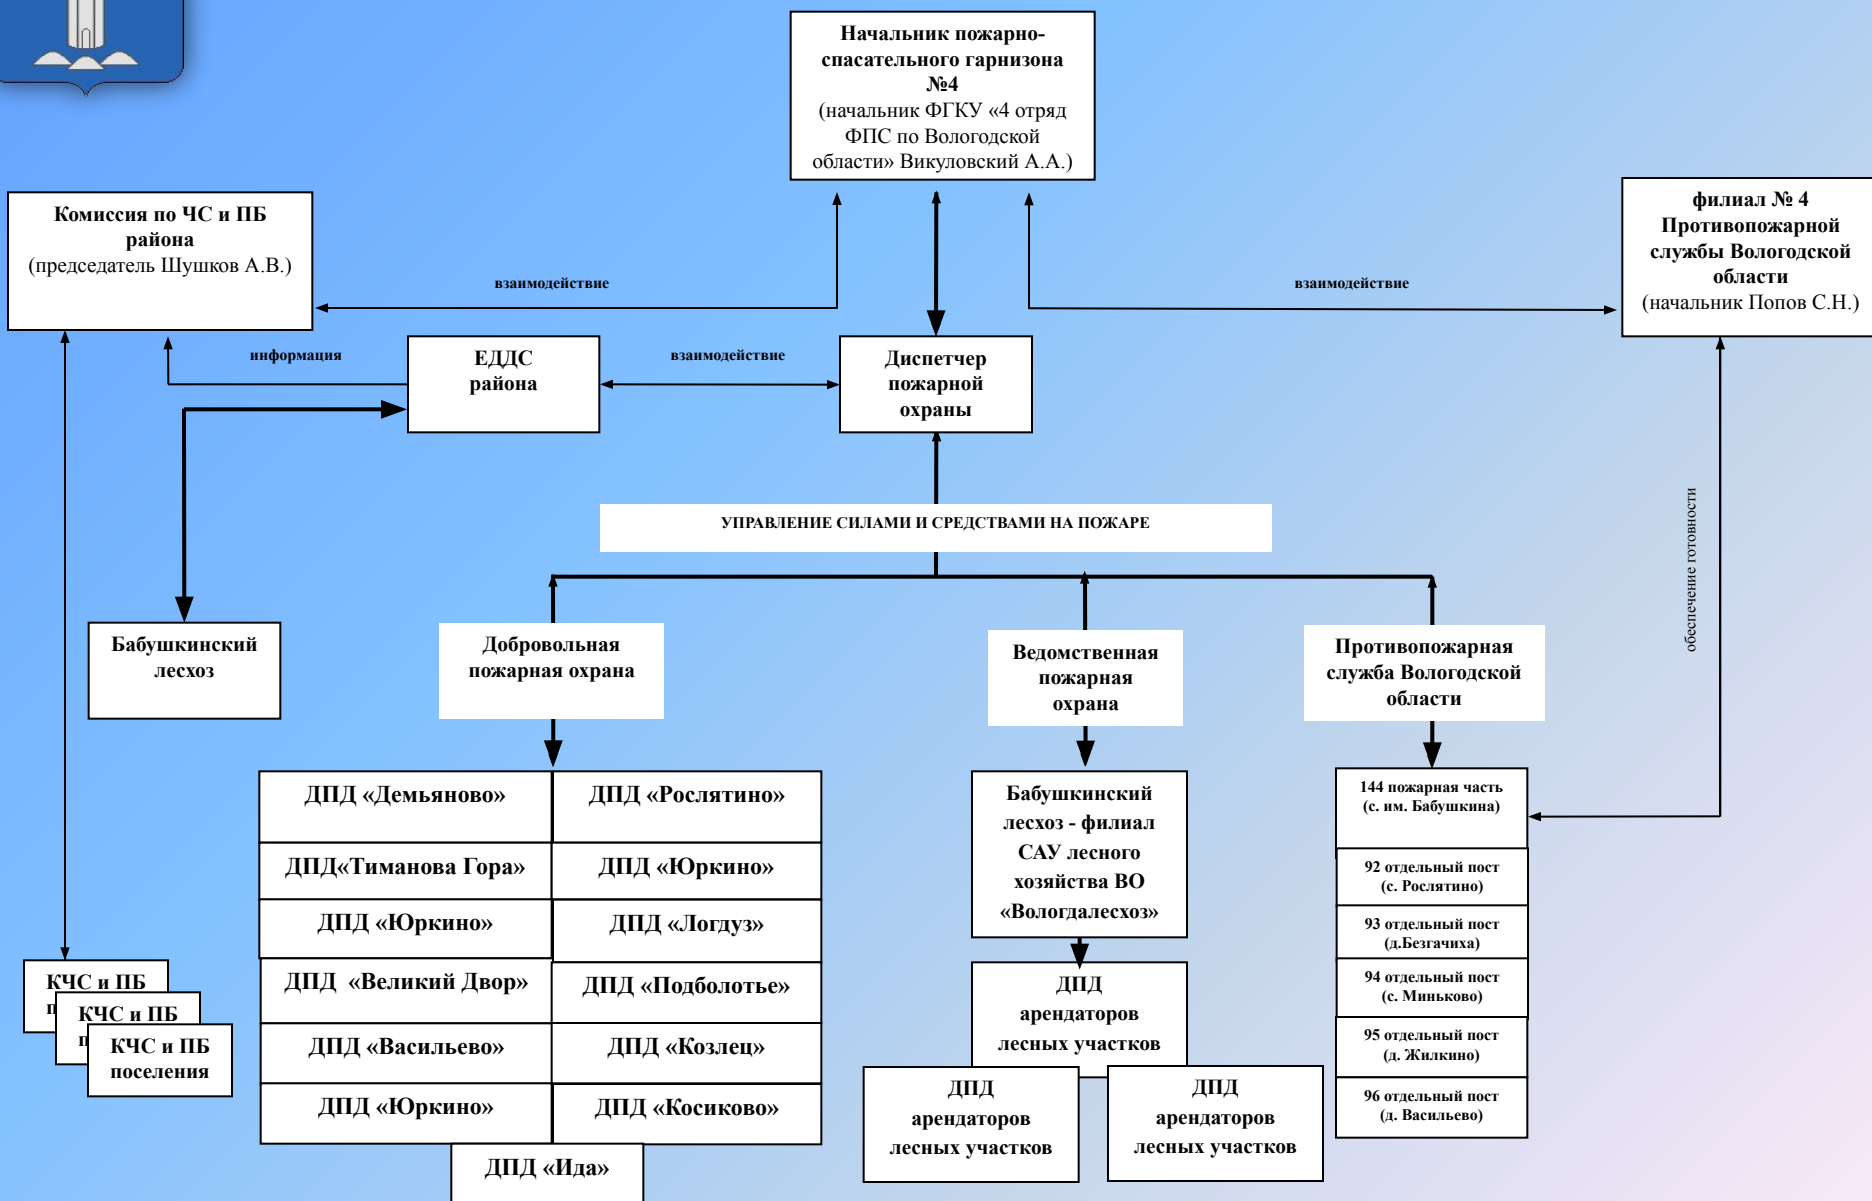 Начальник пожарно-
спасательного гарнизона
№4
(начальник ФГКУ «4 отряд
ФПС по Вологодской
области» Викуловский А.А.)
Комиссия по ЧС и ПБ
района
(председатель Шушков А.В.)
филиал № 4
Противопожарной
службы Вологодской
области
(начальник Попов С.Н.)
взаимодействие
взаимодействие
информация
ЕДДС
района
взаимодействие
Диспетчер
пожарной
охраны
УПРАВЛЕНИЕ СИЛАМИ И СРЕДСТВАМИ НА ПОЖАРЕ
обеспечение готовности
Бабушкинский
лесхоз
Добровольная
пожарная охрана
Ведомственная
пожарная
охрана
Противопожарная
служба Вологодской
области
ДПД «Демьяново»
ДПД «Рослятино»
ДПД«Тиманова Гора»
ДПД «Юркино»
ДПД «Юркино»
ДПД «Логдуз»
ДПД «Великий Двор»
ДПД «Подболотье»
ДПД «Васильево»
ДПД «Козлец»
ДПД «Юркино»
ДПД «Косиково»
ДПД «Ида»
Бабушкинский
лесхоз - филиал
САУ лесного
хозяйства ВО
«Вологдалесхоз»
ДПД
арендаторов
лесных участков
ДПД
арендаторов
лесных участков
ДПД
арендаторов
лесных участков
144 пожарная часть
(с. им. Бабушкина)
92 отдельный пост
(с. Рослятино)
93 отдельный пост
(д.Безгачиха)
94 отдельный пост
(с. Миньково)
95 отдельный пост
(д. Жилкино)
96 отдельный пост
(д. Васильево)
КЧС и ПБ
п
КЧС и ПБ
п
КЧС и ПБ
поселения